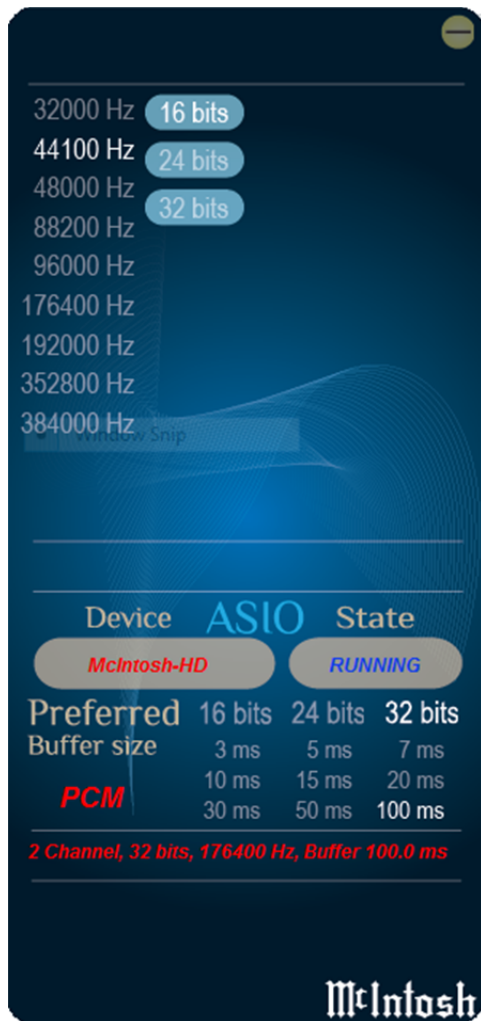 32000 Hz 16 bits
44100 Hz 24 bits
48000 Hz 32 bits
88200 Hz
96000 Hz
176400 Hz
192000 Hz
352800 Hz
384000 Hz
Window Snip
Device ASIO State
McIntosh-HD RUNNING
Preferred 16 bits 24 bits 32 bits
Buffer size 3 ms 5 ms 7 ms
10 ms 15 ms 20 ms
PCM 30 ms 50 ms 100 ms
2 Channel, 32 bits, 176400 Hz, Buffer 100.0 ms
McIntosh